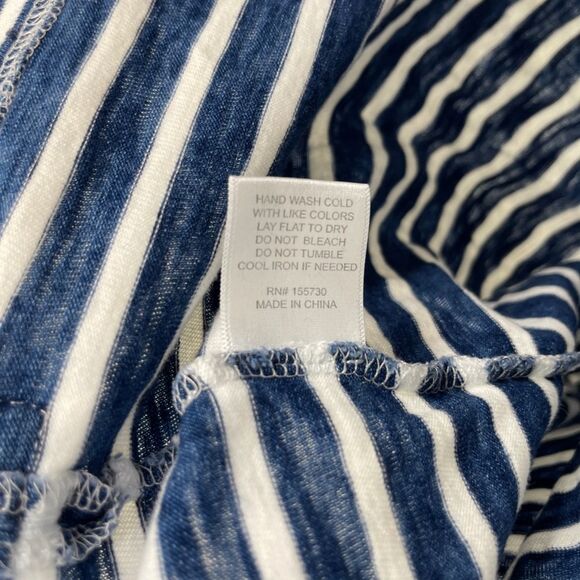 HAND WASH COLD
WITH LIKE COLORS
LAY FLAT TO DRY
DO NOT BLEACH
DO NOT TUMBLE
COOL IRON IF NEEDED
RN# 155730
MADE IN CHINA